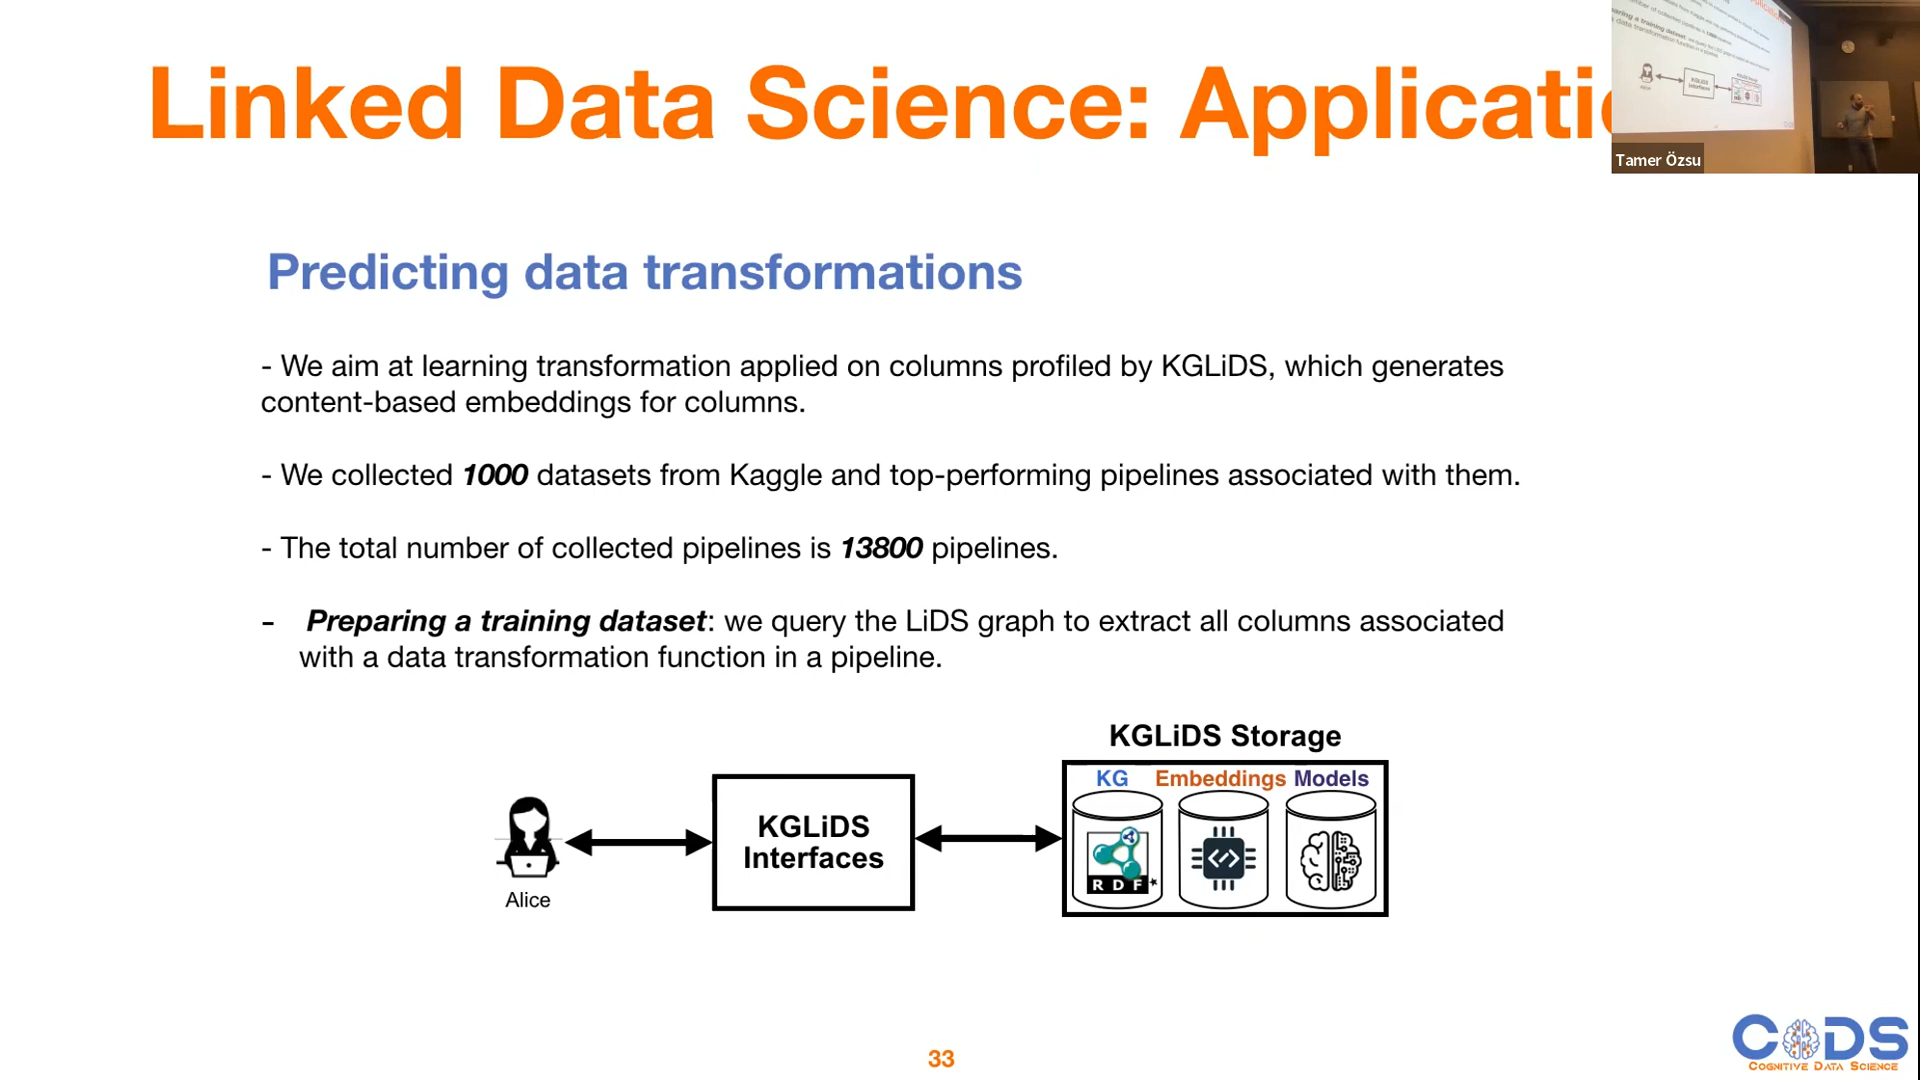 Linked Data Science: Applicatio
Tamer Özsu
Predicting data transformations
- We aim at learning transformation applied on columns profiled by KGLiDS, which generates
content-based embeddings for columns.
- We collected 1000 datasets from Kaggle and top-performing pipelines associated with them.
- The total number of collected pipelines is 13800 pipelines.
- Preparing a training dataset: we query the LiDS graph to extract all columns associated
with a data transformation function in a pipeline.
KGLiDS Storage
KG Embeddings Models
KGLiDS
Interfaces
RDF*
Alice
33
CODS
COGNITIVE DATA SCIENCE